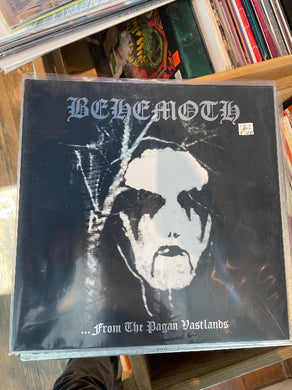 BEHEMOTH
...From The Pagan Vastlands